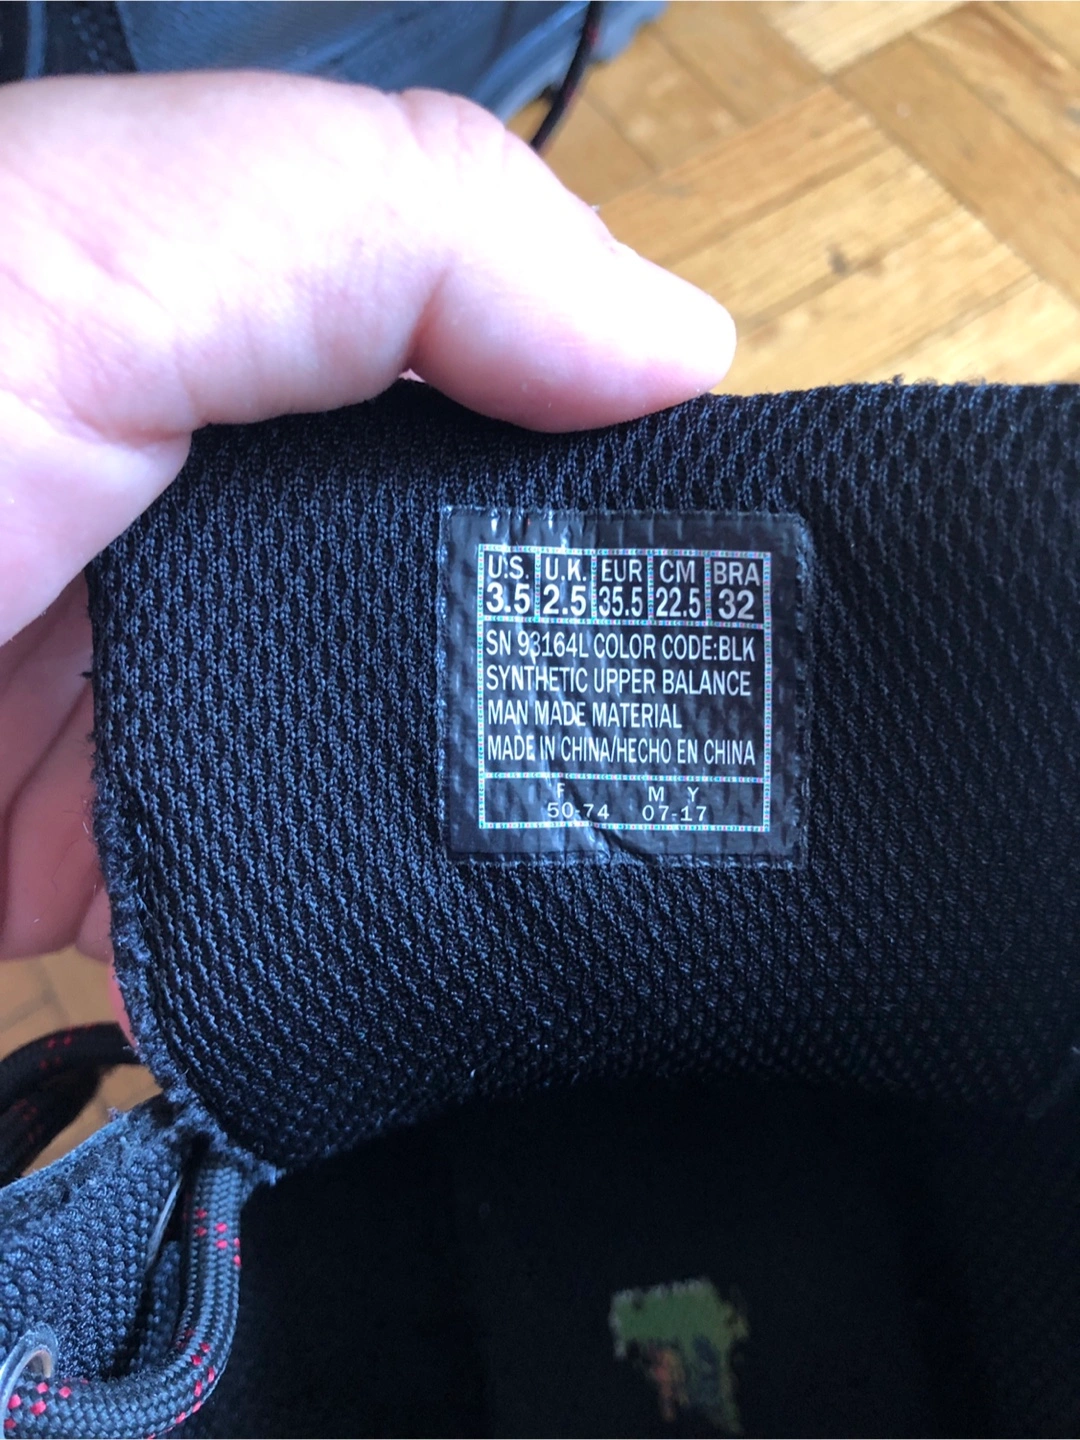 U.S. U.K. EUR CM BRA
3.5 2.5 35.5 22.5 32
SN 93164L COLOR CODE:BLK
SYNTHETIC UPPER BALANCE
MAN MADE MATERIAL
MADE IN CHINA/HECHO EN CHINA
F M Y
50-74 07-17